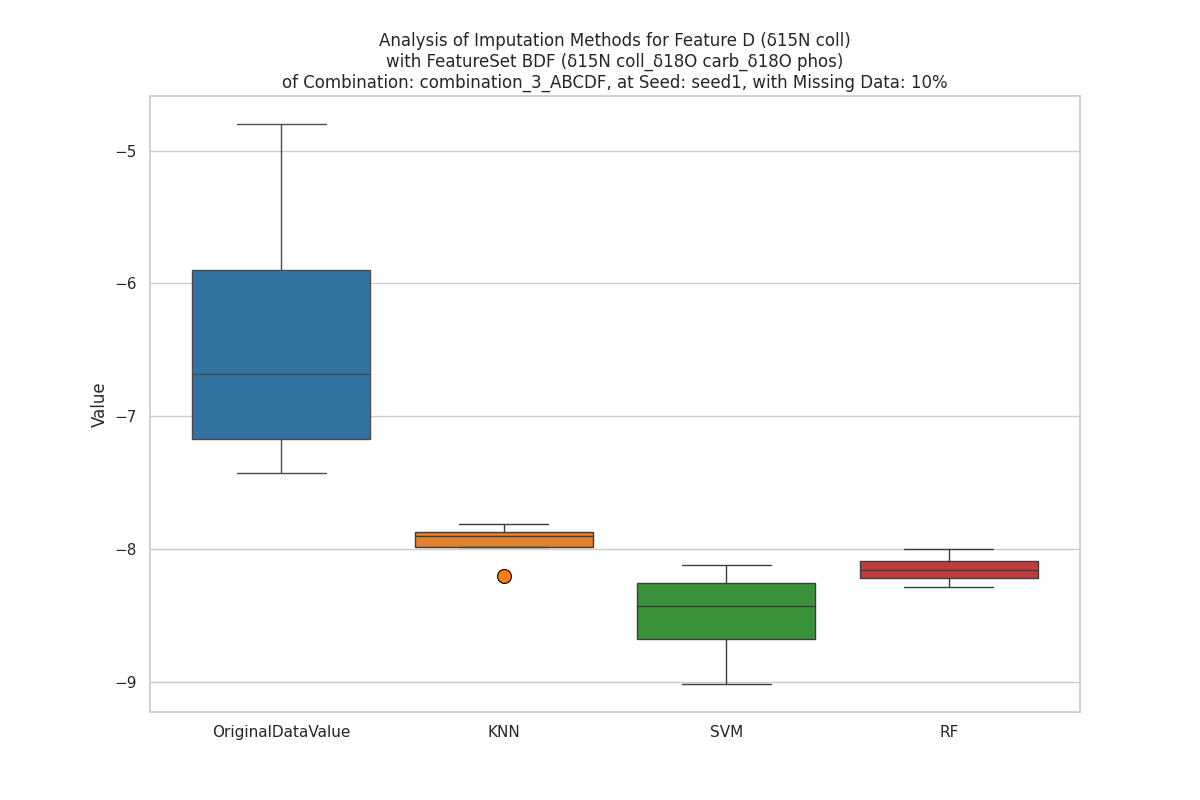 Analysis of Imputation Methods for Feature D (δ15N coll)
with FeatureSet BDF (δ15N coll_δ18O carb_δ18O phos)
of Combination: combination_3_ABCDF, at Seed: seed1, with Missing Data: 10%
Value
−5
−6
−7
−8
−9
OriginalDataValue
KNN
SVM
RF